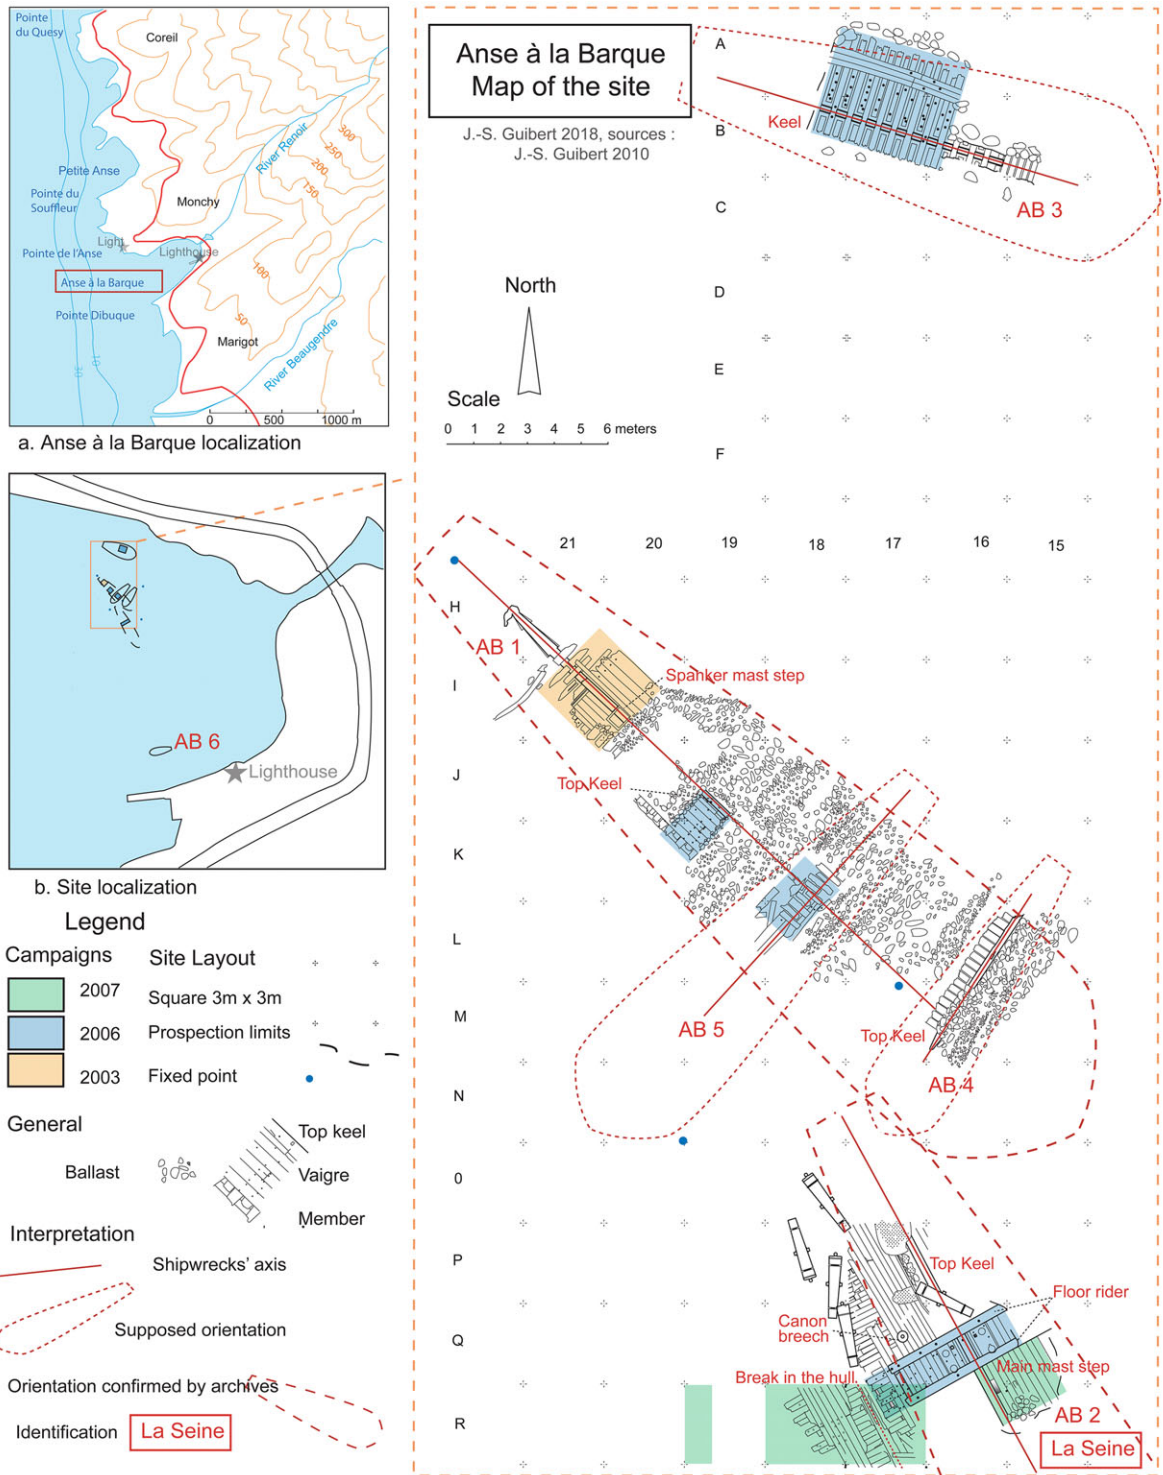 Pointe
du Quesy
Coreil
River Renoir
300
250
200
150
Petite Anse
Pointe du
Souffleur
Monchy
Light
Pointe de l'Anse
Lighthouse
Anse à la Barque
100
Pointe Dibuque
50
Marigot
River Beaugendre
10
30
0 500 1000 m
a. Anse à la Barque localization
AB 6
Lighthouse
b. Site localization
Legend
Campaigns
Site Layout
2007
Square 3m x 3m
2006
Prospection limits
2003
Fixed point
General
Top keel
Ballast
Vaigre
Member
Interpretation
Shipwrecks' axis
Supposed orientation
Orientation confirmed by archives
Identification
La Seine
Anse à la Barque
Map of the site
J.-S. Guibert 2018, sources :
J.-S. Guibert 2010
A
Keel
B
AB 3
C
North
D
E
Scale
0 1 2 3 4 5 6 meters
F
21 20 19 18 17 16 15
H
AB 1
Spanker mast step
I
Top Keel
J
K
L
AB 5
M
Top Keel
AB 4
N
0
P
Top Keel
Floor rider
Canon
breech
Q
Main mast step
Break in the hull.
AB 2
R
La Seine